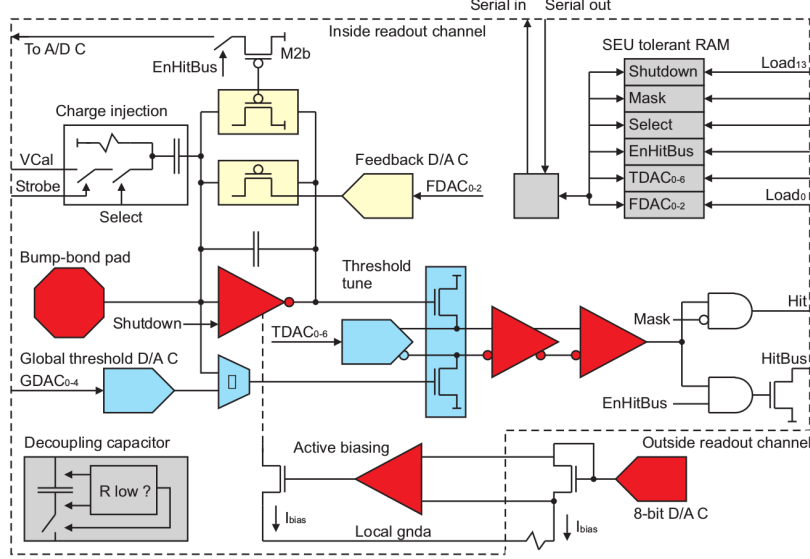 Serial in
Serial out
To A/D C
Inside readout channel
M2b
EnHitBus
SEU tolerant RAM
Shutdown
Load13
Mask
Select
EnHitBus
TDAC0-6
FDAC0-2
Load0
Charge injection
VCal
Strobe
Select
Feedback D/A C
FDAC0-2
Bump-bond pad
Shutdown
Threshold
tune
TDAC0-6
Global threshold D/A C
GDAC0-4
Mask
Hit
HitBus
EnHitBus
Decoupling capacitor
R low ?
Active biasing
Ibias
Local gnda
Ibias
Outside readout channel
8-bit D/A C